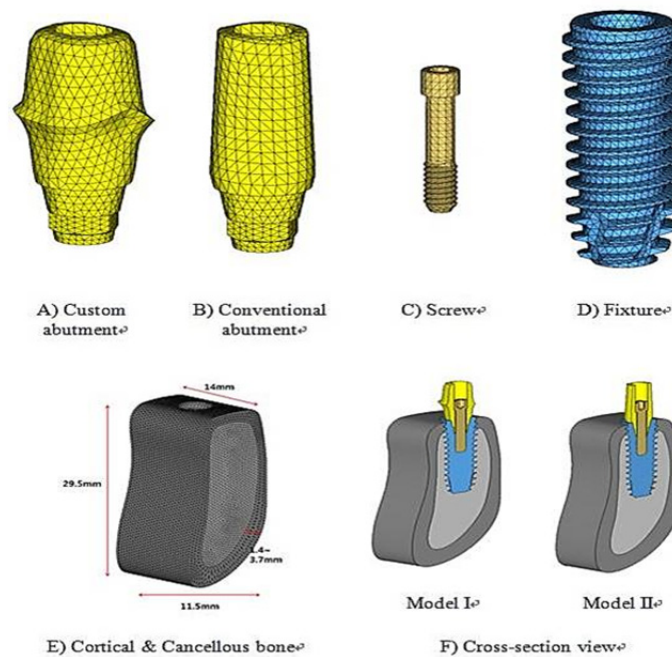 A) Custom
abutment↵
B) Conventional
abutment↵
C) Screw↵
D) Fixture↵
14mm
29.5mm
1.4~
3.7mm
11.5mm
Model I↵
Model II↵
E) Cortical & Cancellous bone↵
F) Cross-section view↵